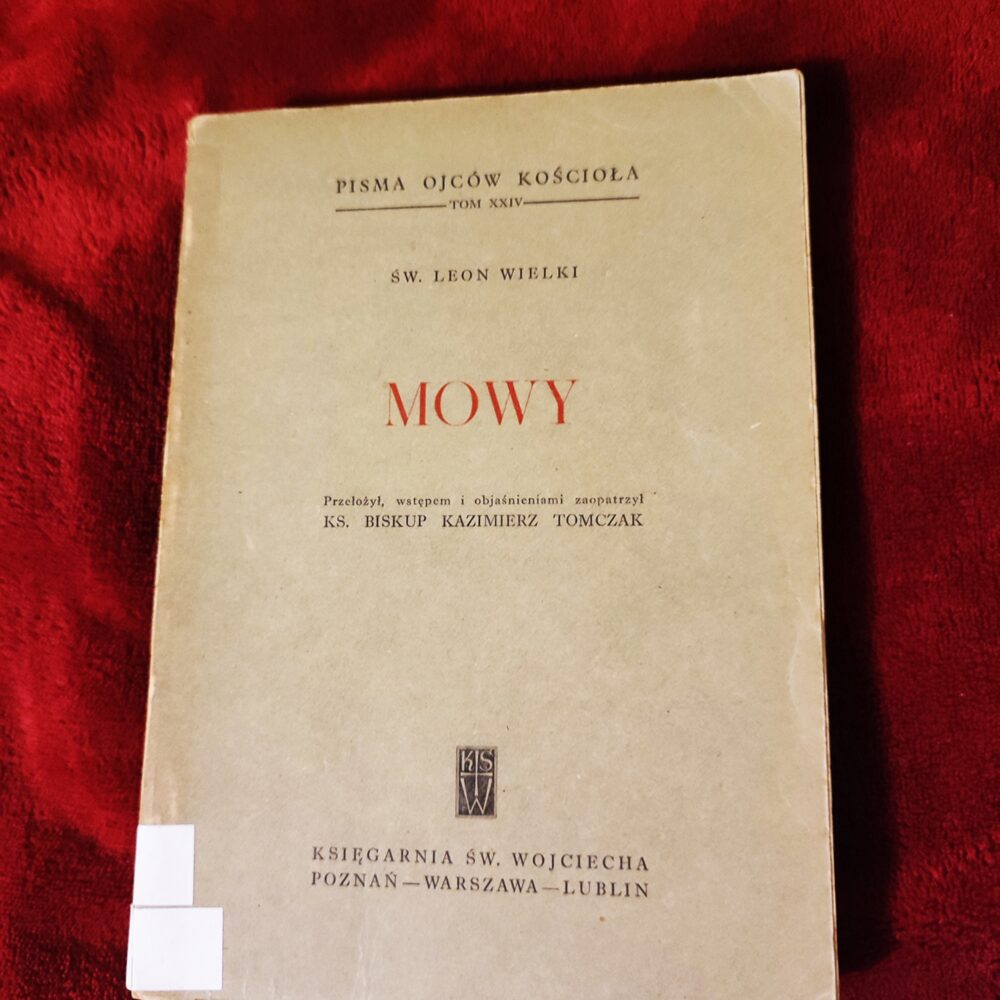 PISMA OJCÓW KOŚCIOŁA
TOM XXIV
ŚW. LEON WIELKI
MOWY
Przełożył, wstępem i objaśnieniami zaopatrzył
KS. BISKUP KAZIMIERZ TOMCZAK
KS
W
KSIĘGARNIA ŚW. WOJCIECHA
POZNAŃ—WARSZAWA—LUBLIN